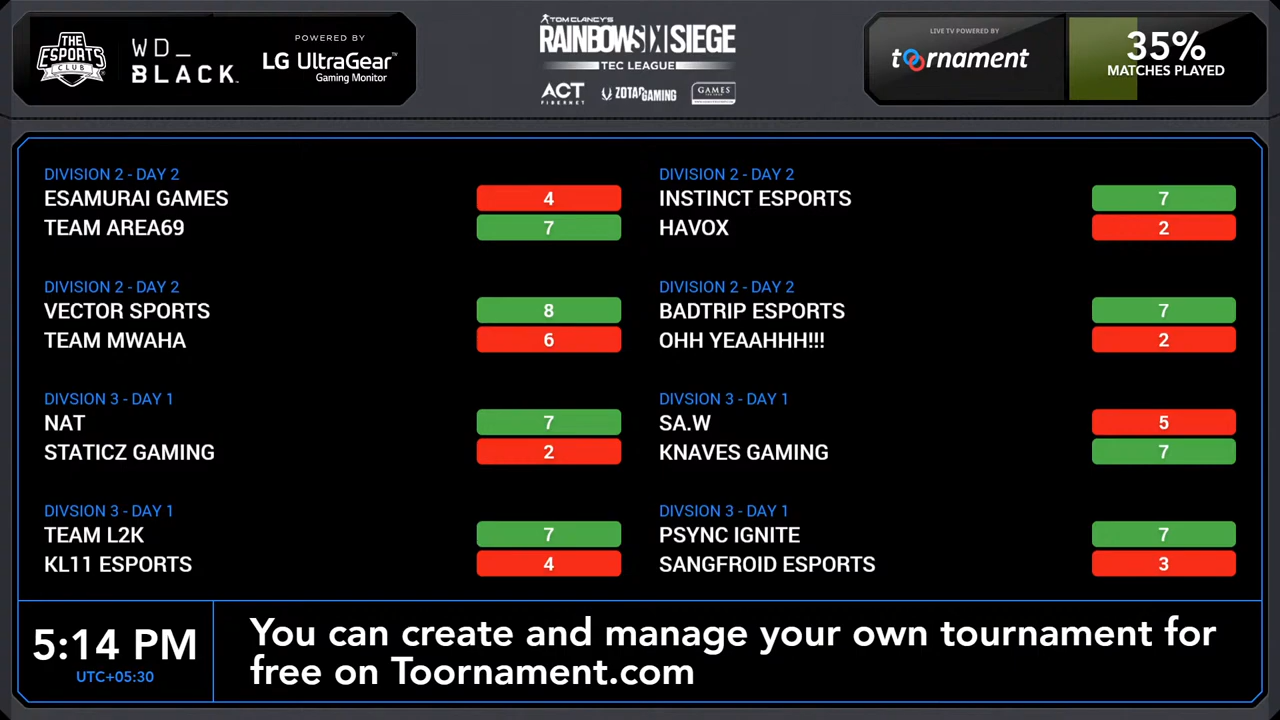 THE
ESPORTS
CLUB
WD_
BLACK.
POWERED BY
LG UltraGear™
Gaming Monitor
TOM CLANCY'S
RAINBOW SIX SIEGE
TEC LEAGUE
ACT
FIBERNET
ZOTAC GAMING
GAMES
LIVE TV POWERED BY
toornament
35%
MATCHES PLAYED
DIVISION 2 - DAY 2
ESAMURAI GAMES 4
TEAM AREA69 7
DIVISION 2 - DAY 2
INSTINCT ESPORTS 7
HAVOX 2
DIVISION 2 - DAY 2
VECTOR SPORTS 8
TEAM MWAHA 6
DIVISION 2 - DAY 2
BADTRIP ESPORTS 7
OHH YEAAHHH!!! 2
DIVSION 3 - DAY 1
NAT 7
STATICZ GAMING 2
DIVSION 3 - DAY 1
SA.W 5
KNAVES GAMING 7
DIVSION 3 - DAY 1
TEAM L2K 7
KL11 ESPORTS 4
DIVSION 3 - DAY 1
PSYNC IGNITE 7
SANGFROID ESPORTS 3
5:14 PM
UTC+05:30
You can create and manage your own tournament for
free on Toornament.com